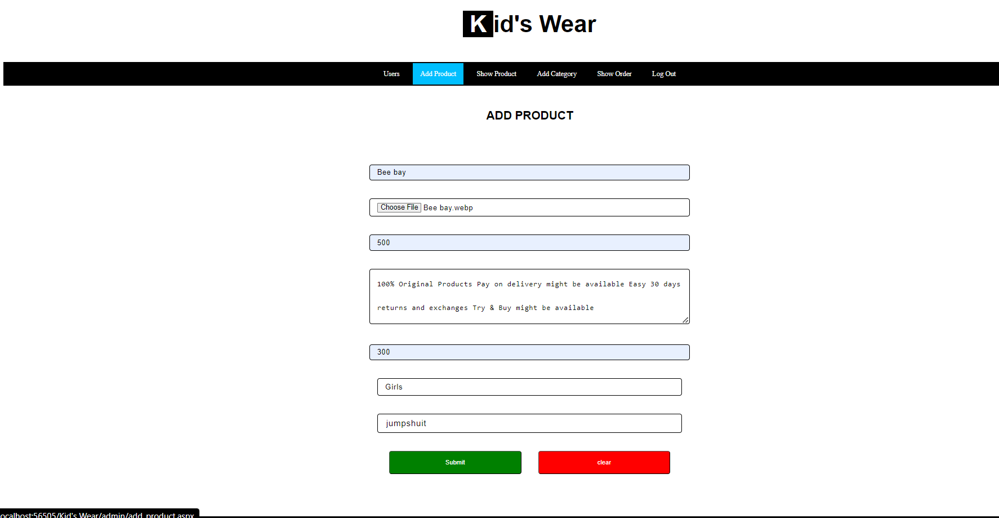 Kid's Wear
Users Add Product Show Product Add Category Show Order Log Out
ADD PRODUCT
Bee bay
Choose File Bee bay.webp
500
100% Original Products Pay on delivery might be available Easy 30 days
returns and exchanges Try & Buy might be available
300
Girls
jumpshuit
Submit clear
ocalhost:56505/Kid's Wear/admin/add_product.aspx